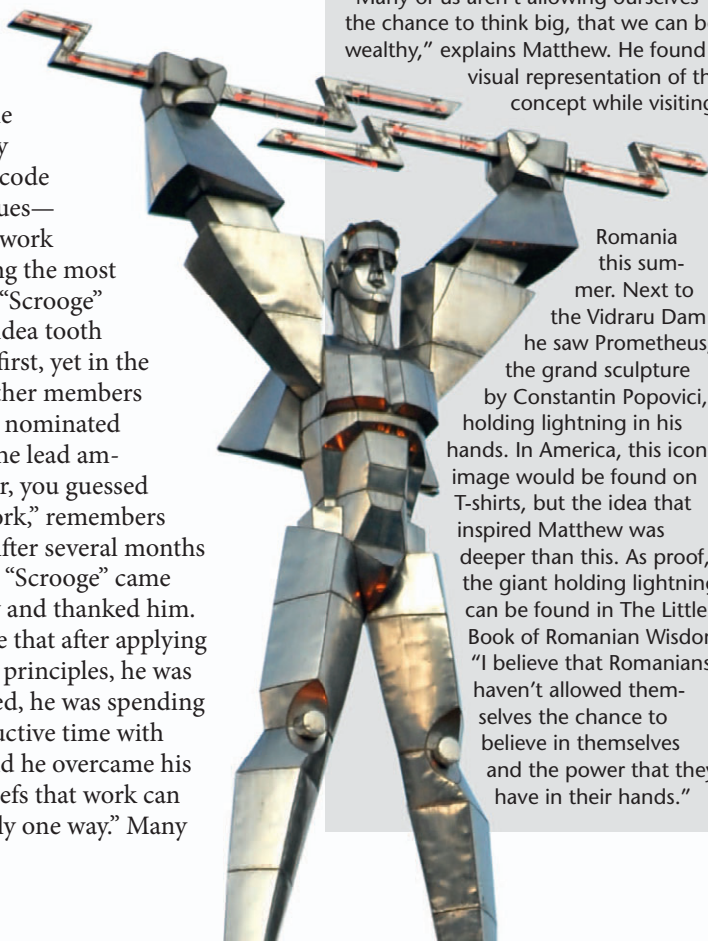 e
y
code
ues—
work
ng the most
“Scrooge”
idea tooth
first, yet in the
ther members
nominated
he lead am-
r, you guessed
ork,” remembers
After several months
“Scrooge” came
y and thanked him.
e that after applying
principles, he was
ed, he was spending
uctive time with
nd he overcame his
efs that work can
ly one way.” Many
“Many of us aren’t allowing ourselves
the chance to think big, that we can be
wealthy,” explains Matthew. He found
visual representation of th
concept while visiting
Romania
this sum-
mer. Next to
the Vidraru Dam
he saw Prometheus,
the grand sculpture
by Constantin Popovici,
holding lightning in his
hands. In America, this icon
image would be found on
T-shirts, but the idea that
inspired Matthew was
deeper than this. As proof,
the giant holding lightning
can be found in The Little
Book of Romanian Wisdom
“I believe that Romanians
haven’t allowed them-
selves the chance to
believe in themselves
and the power that they
have in their hands.”